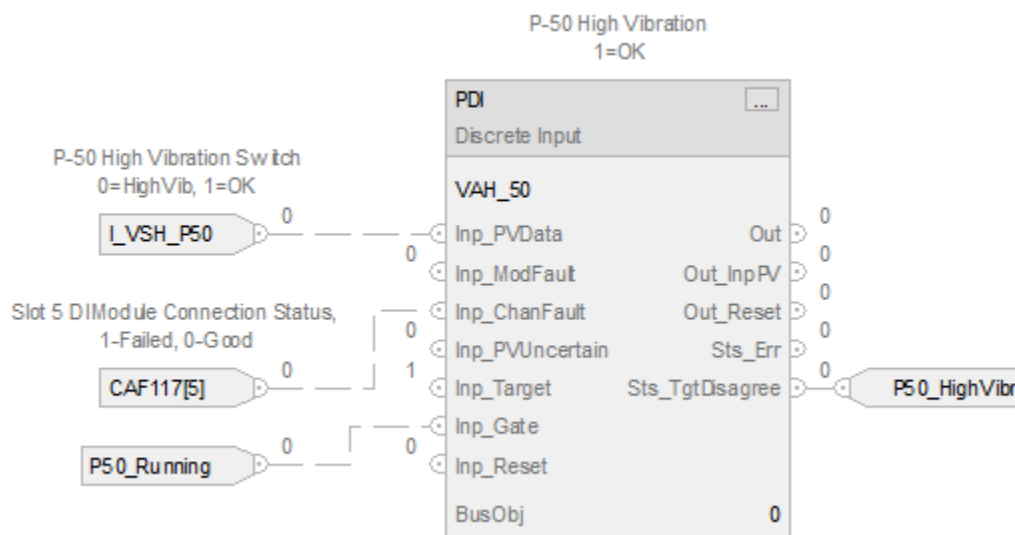 P-50 High Vibration
1=OK
PDI
...
Discrete Input
P-50 High Vibration Switch
0=HighVib, 1=OK
VAH_50
I_VSH_P50
0
Inp_PVData
Out
0
0
Inp_ModFault
Out_InpPV
0
Slot 5 DIModule Connection Status,
1-Failed, 0-Good
Inp_ChanFault
Out_Reset
0
0
Inp_PVUncertain
Sts_Err
0
CAF117[5]
0
1
Inp_Target
Sts_TgtDisagree
0
P50_HighVibr
Inp_Gate
P50_Running
0
0
Inp_Reset
BusObj
0